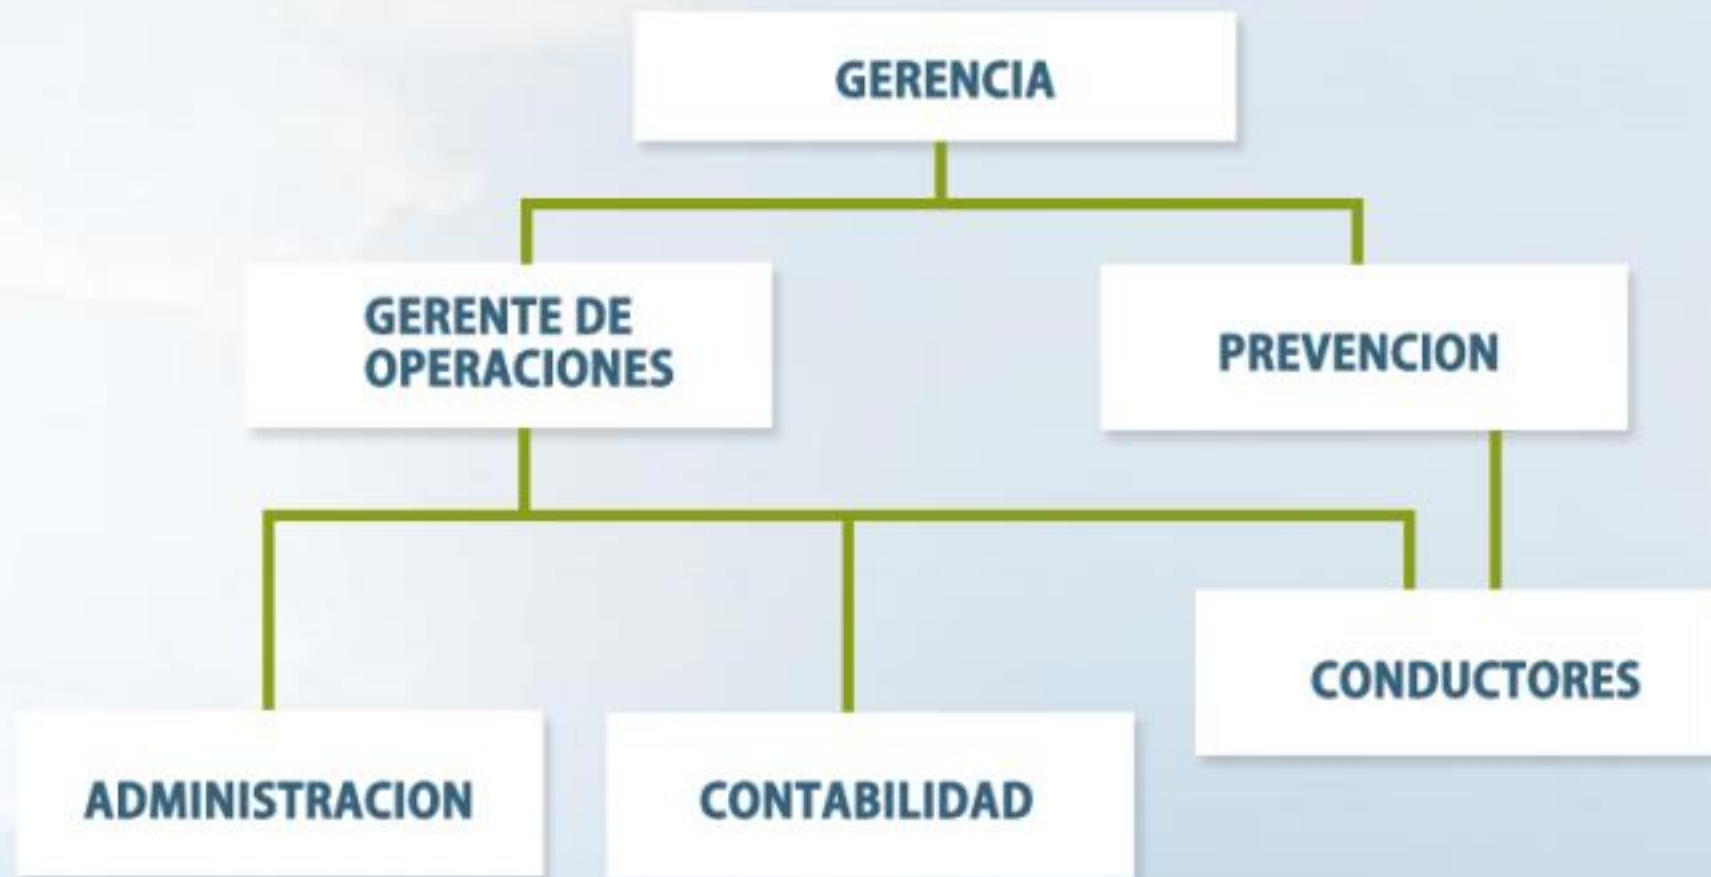 GERENCIA
GERENTE DE
OPERACIONES
PREVENCION
CONDUCTORES
ADMINISTRACION
CONTABILIDAD